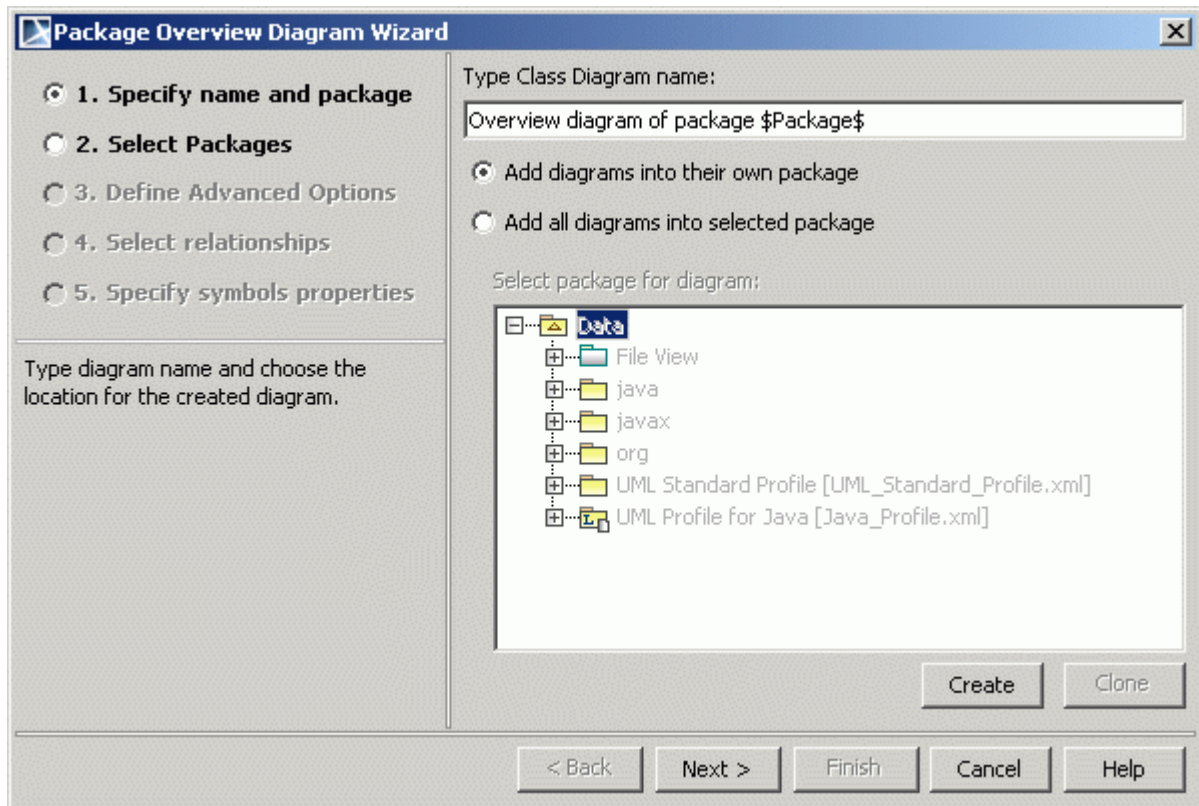 Package Overview Diagram Wizard
1. Specify name and package
2. Select Packages
3. Define Advanced Options
4. Select relationships
5. Specify symbols properties
Type diagram name and choose the
location for the created diagram.
Type Class Diagram name:
Overview diagram of package $Package$
Add diagrams into their own package
Add all diagrams into selected package
Select package for diagram:
Data
File View
java
javax
org
UML Standard Profile [UML_Standard_Profile.xml]
UML Profile for Java [Java_Profile.xml]
Create Clone
< Back Next > Finish Cancel Help